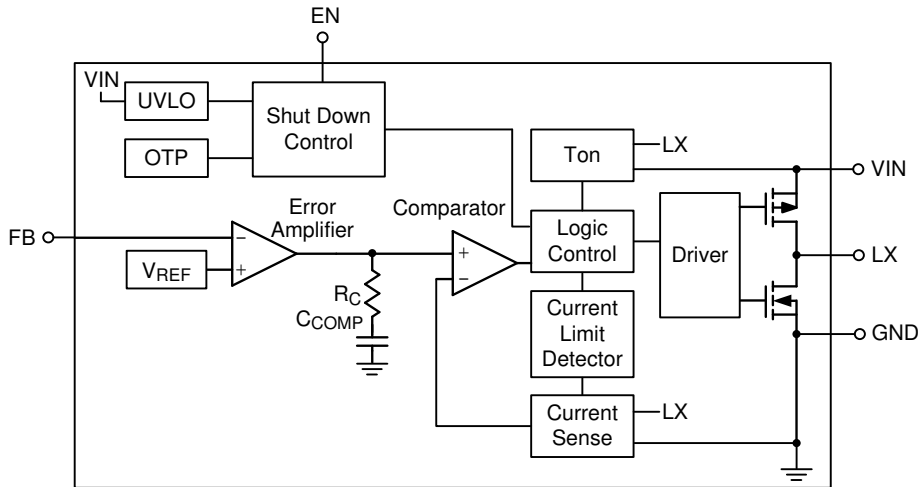 EN
VIN
UVLO
OTP
Shut Down
Control
Ton
LX
VIN
Error
Amplifier
Comparator
FB
−
+
VREF
+
−
Logic
Control
Driver
LX
RC
CCOMP
Current
Limit
Detector
GND
Current
Sense
LX